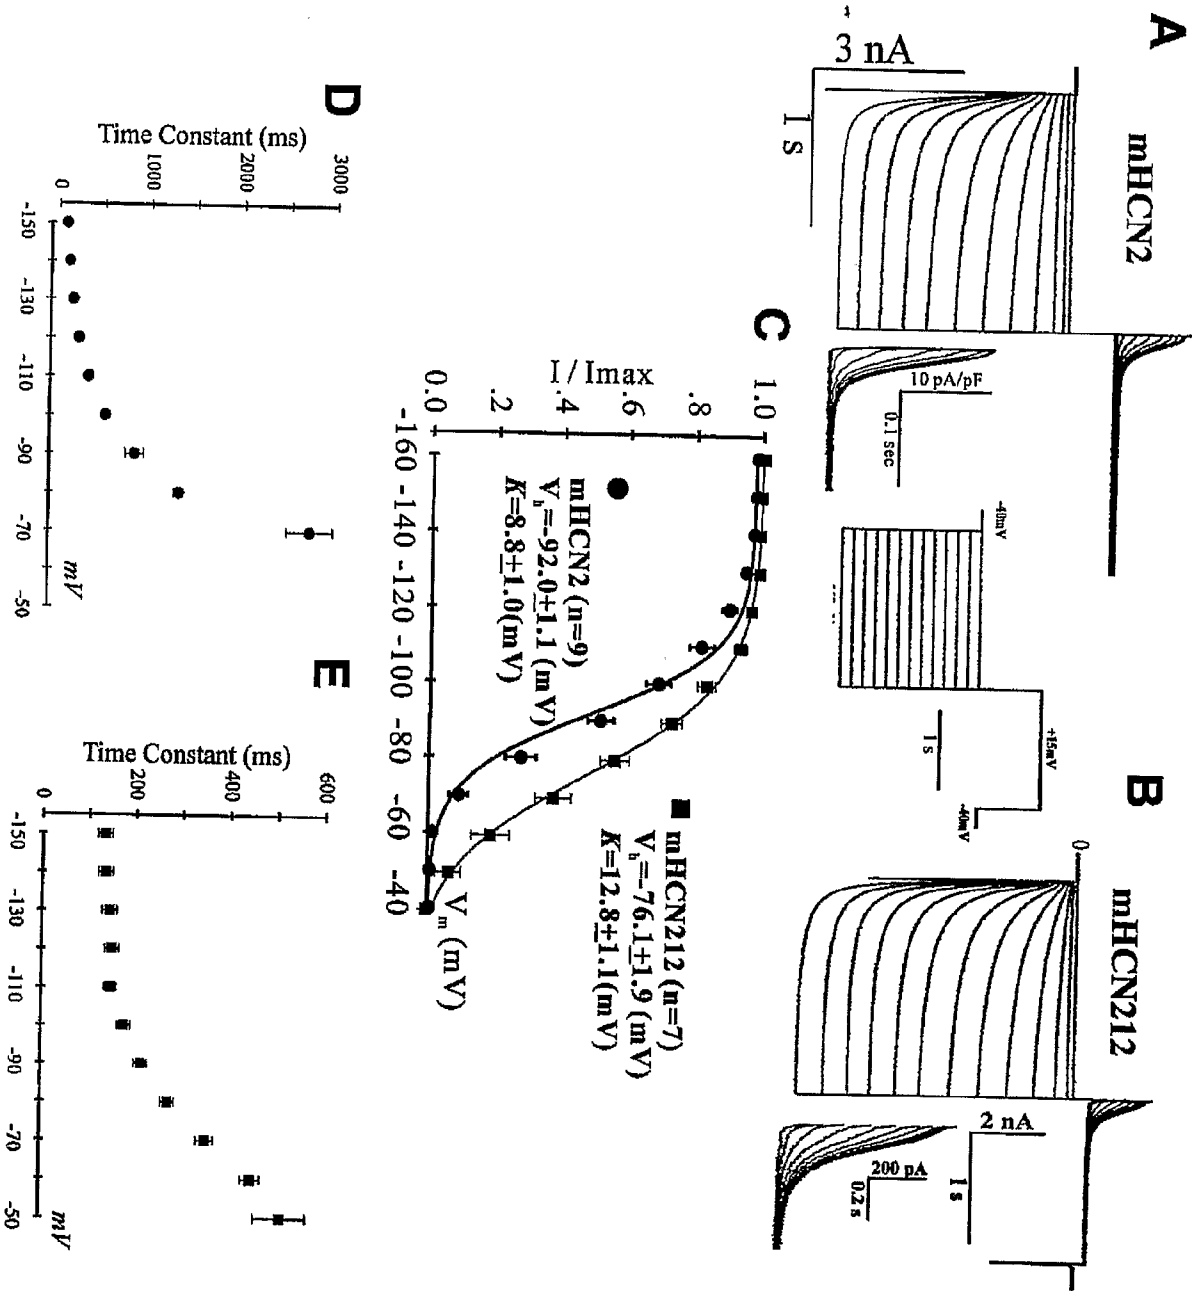 A
mHCN2
3 nA
1 s
10 pA/pF
0.1 sec
-40mV
1 s
+15mV
-40mV
B
mHCN212
0
2 nA
1 s
200 pA
0.2 s
C
I / Imax
1.0
.8
.6
.4
.2
0.0
-160 -140 -120 -100 -80 -60 -40
Vm (mV)
mHCN2 (n=9)
Vh=-92.0±1.1 (mV)
K=8.8±1.0(mV)
mHCN212 (n=7)
Vh=-76.1±1.9 (mV)
K=12.8±1.1(mV)
D
Time Constant (ms)
3000
2000
1000
0
-150 -130 -110 -90 -70 -50
mV
E
Time Constant (ms)
600
400
200
0
-150 -130 -110 -90 -70 -50
mV